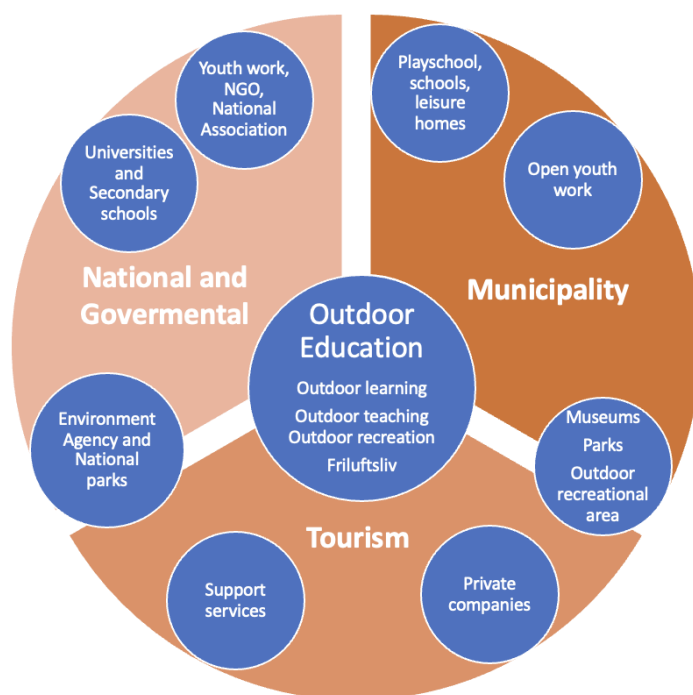 Youth work,
NGO,
National
Association
Universities
and
Secondary
schools
National and
Govermental
Environment
Agency and
National
parks
Playschool,
schools,
leisure
homes
Open youth
work
Municipality
Museums
Parks
Outdoor
recreational
area
Outdoor
Education
Outdoor learning
Outdoor teaching
Outdoor recreation
Friluftsliv
Tourism
Support
services
Private
companies